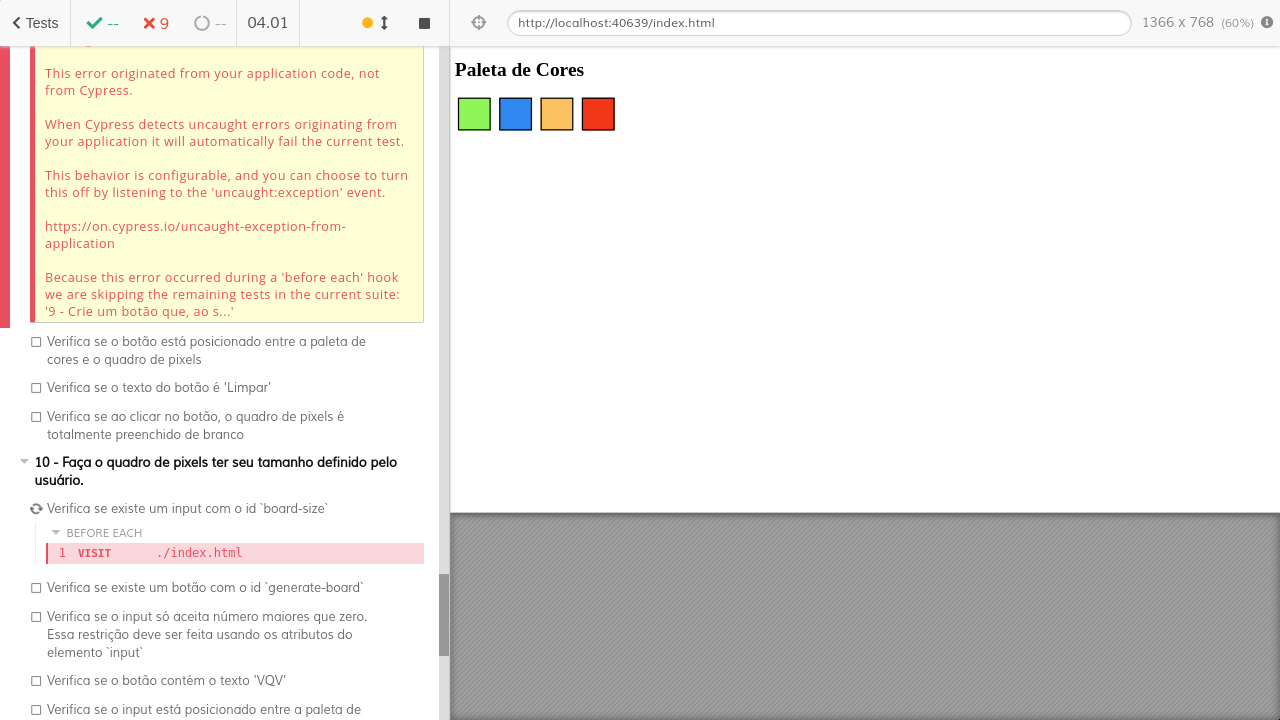 Tests
--
9
--
04.01
http://localhost:40639/index.html
1366 x 768 (60%)
This error originated from your application code, not
from Cypress.
When Cypress detects uncaught errors originating from
your application it will automatically fail the current test.
This behavior is configurable, and you can choose to turn
this off by listening to the 'uncaught:exception' event.
https://on.cypress.io/uncaught-exception-from-
application
Because this error occurred during a 'before each' hook
we are skipping the remaining tests in the current suite:
'9 - Crie um botão que, ao s...'
Verifica se o botão está posicionado entre a paleta de
cores e o quadro de pixels
Verifica se o texto do botão é 'Limpar'
Verifica se ao clicar no botão, o quadro de pixels é
totalmente preenchido de branco
10 - Faça o quadro de pixels ter seu tamanho definido pelo
usuário.
Verifica se existe um input com o id `board-size`
BEFORE EACH
1 VISIT ./index.html
Verifica se existe um botão com o id `generate-board`
Verifica se o input só aceita número maiores que zero.
Essa restrição deve ser feita usando os atributos do
elemento `input`
Verifica se o botão contém o texto 'VQV'
Verifica se o input está posicionado entre a paleta de
Paleta de Cores